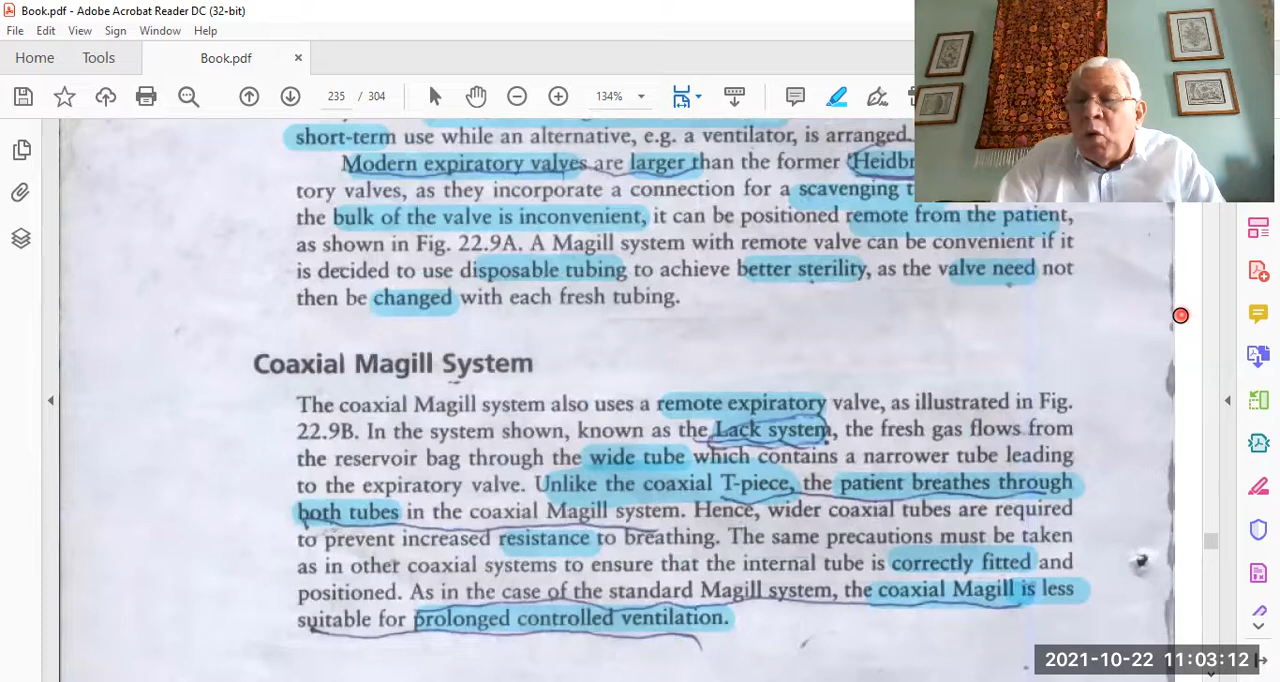 Book.pdf - Adobe Acrobat Reader DC (32-bit)
File Edit View Sign Window Help
Home Tools Book.pdf ×
235 / 304 134%
short-term use while an alternative, e.g. a ventilator, is arranged.
Modern expiratory valves are larger than the former
tory valves, as they incorporate a connection for a scavenging
the bulk of the valve is inconvenient, it can be positioned remote from the patient,
as shown in Fig. 22.9A. A Magill system with remote valve can be convenient if it
is decided to use disposable tubing to achieve better sterility, as the valve need not
then be changed with each fresh tubing.
Coaxial Magill System
The coaxial Magill system also uses a remote expiratory valve, as illustrated in Fig.
22.9B. In the system shown, known as the Lack system, the fresh gas flows from
the reservoir bag through the wide tube which contains a narrower tube leading
to the expiratory valve. Unlike the coaxial T-piece, the patient breathes through
both tubes in the coaxial Magill system. Hence, wider coaxial tubes are required
to prevent increased resistance to breathing. The same precautions must be taken
as in other coaxial systems to ensure that the internal tube is correctly fitted and
positioned. As in the case of the standard Magill system, the coaxial Magill is less
suitable for prolonged controlled ventilation.
2021-10-22 11:03:12